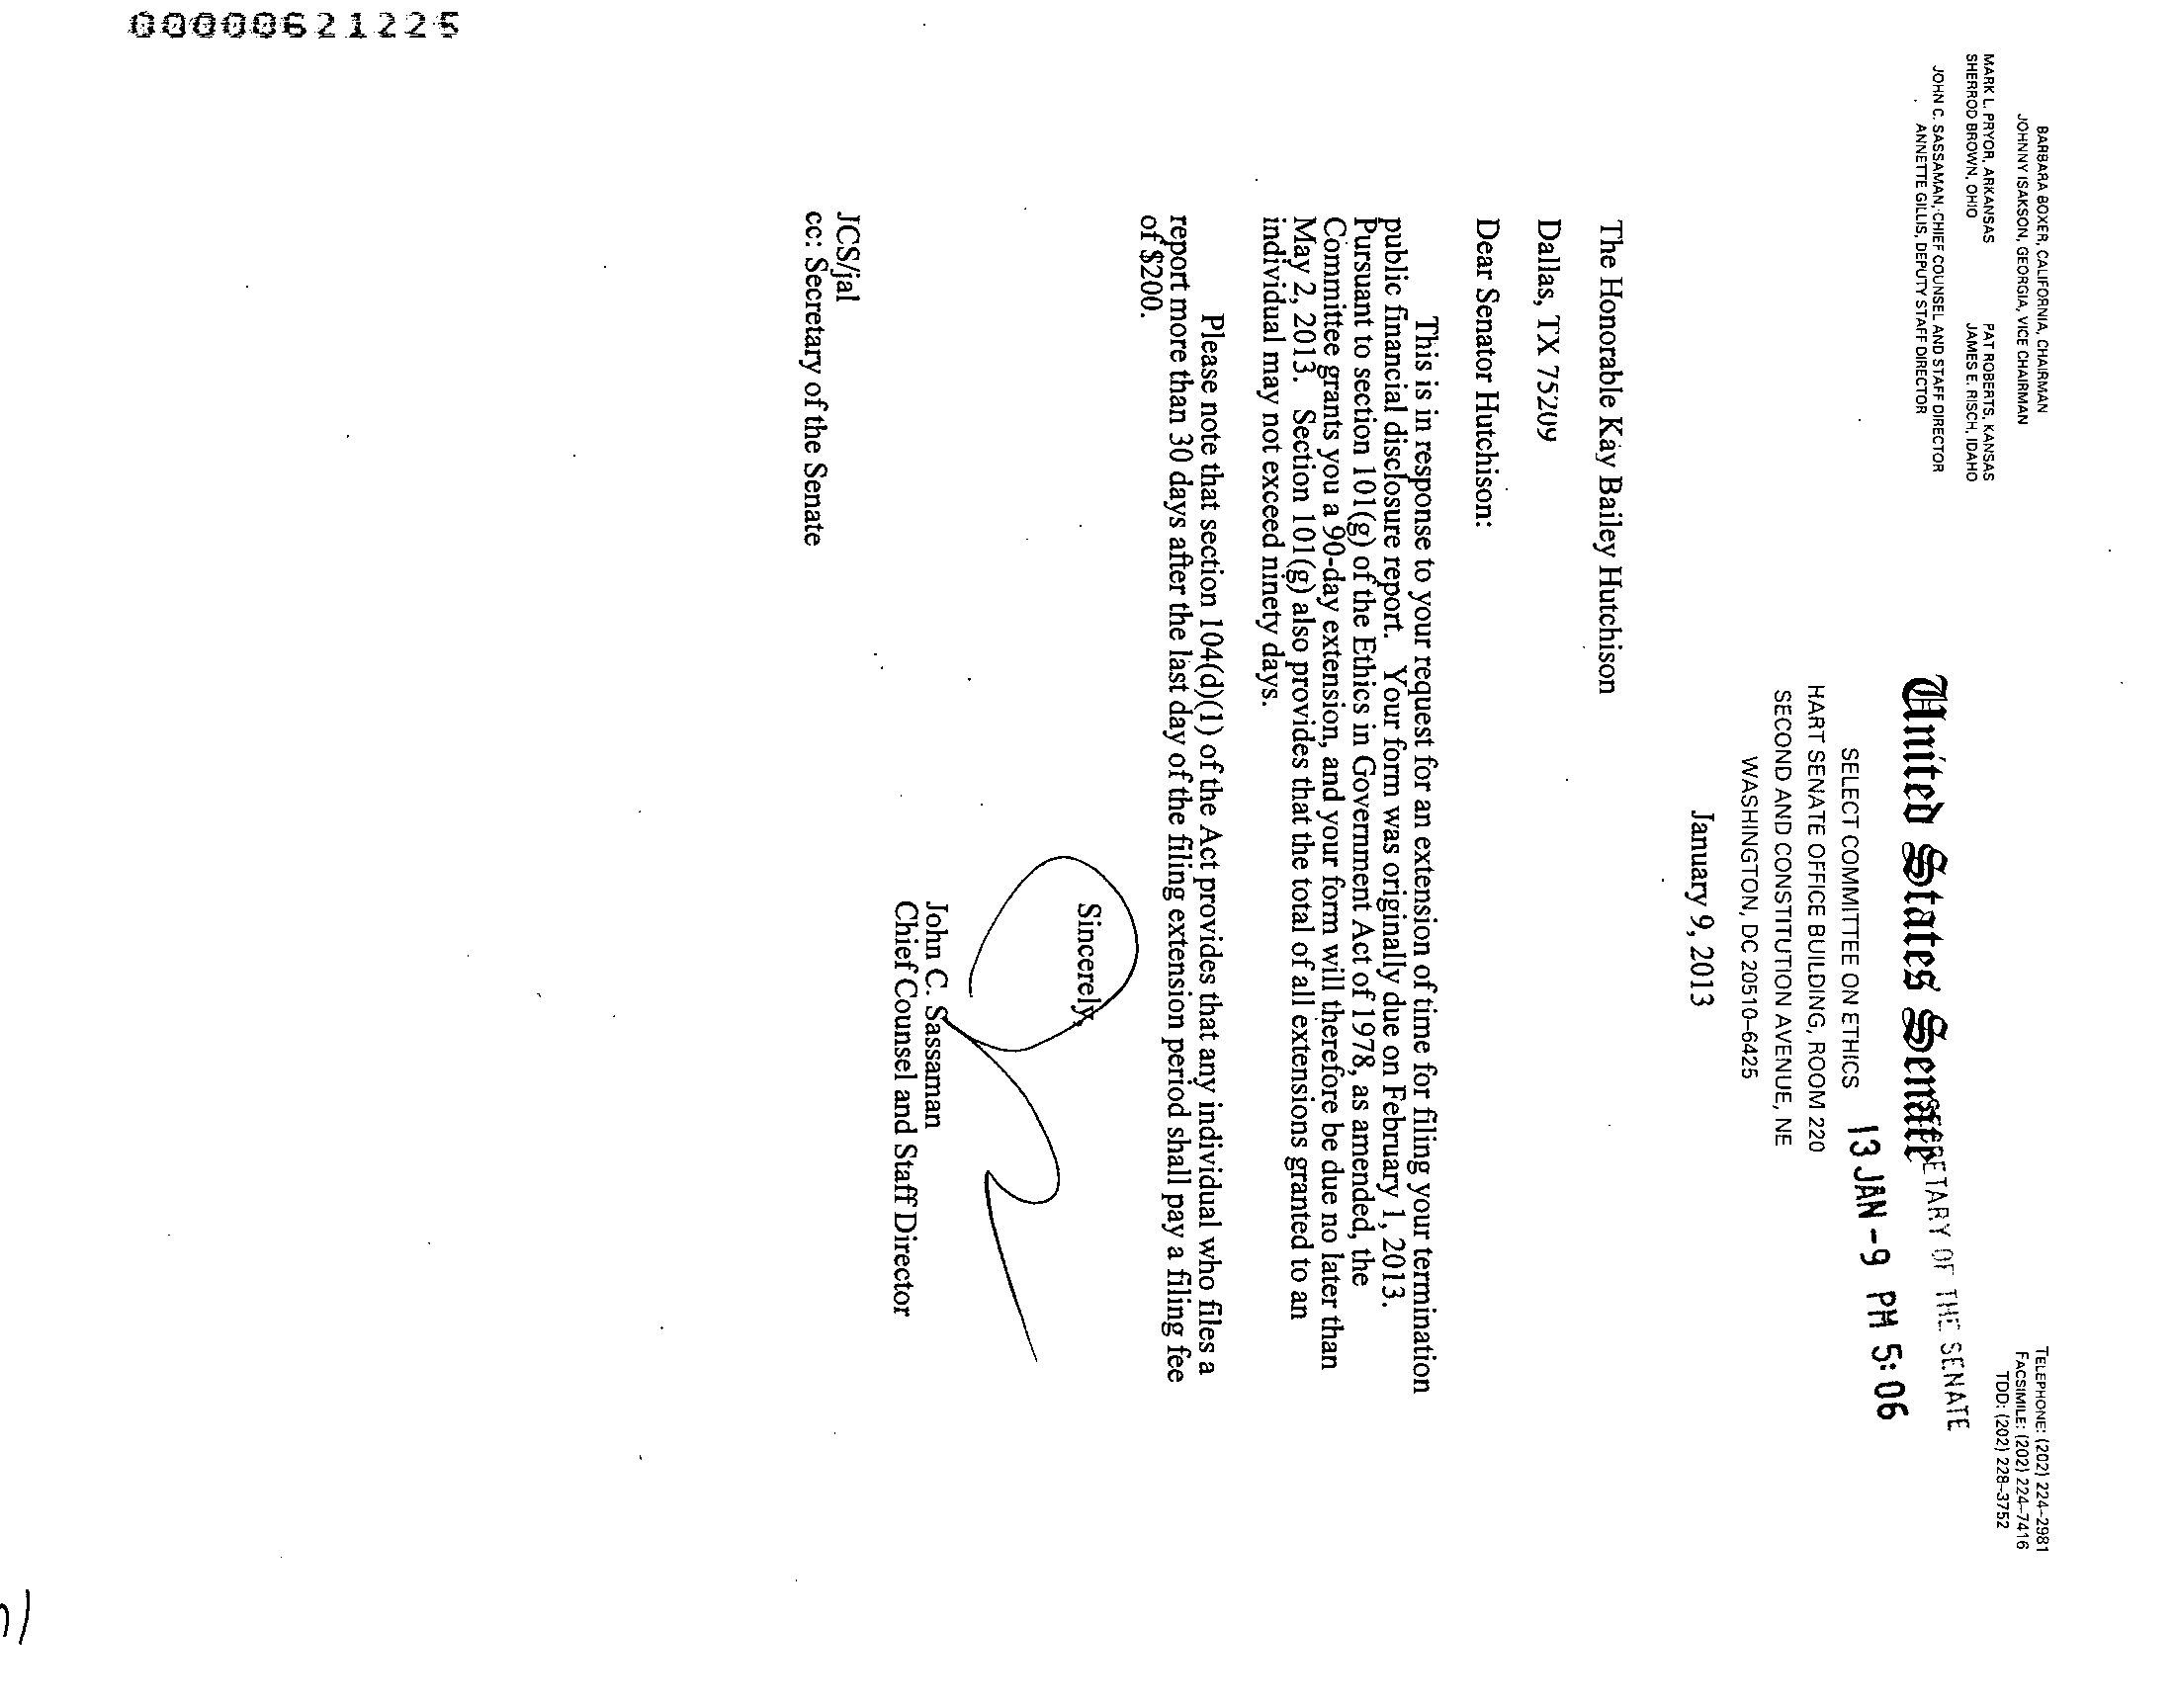 00000621225
BARBARA BOXER, CALIFORNIA, CHAIRMAN
JOHNNY ISAKSON, GEORGIA, VICE CHAIRMAN
MARK L. PRYOR, ARKANSAS PAT ROBERTS, KANSAS
SHERROD BROWN, OHIO JAMES E. RISCH, IDAHO
JOHN C. SASSAMAN, CHIEF COUNSEL AND STAFF DIRECTOR
ANNETTE GILLIS, DEPUTY STAFF DIRECTOR
TELEPHONE: (202) 224-2981
FACSIMILE: (202) 224-7416
TDD: (202) 228-3752
United States Senate
SECRETARY OF THE SENATE
13 JAN -9 PM 5:06
SELECT COMMITTEE ON ETHICS
HART SENATE OFFICE BUILDING, ROOM 220
SECOND AND CONSTITUTION AVENUE, NE
WASHINGTON, DC 20510-6425
January 9, 2013
The Honorable Kay Bailey Hutchison
Dallas, TX 75209
Dear Senator Hutchison:
This is in response to your request for an extension of time for filing your termination
public financial disclosure report. Your form was originally due on February 1, 2013.
Pursuant to section 101(g) of the Ethics in Government Act of 1978, as amended, the
Committee grants you a 90-day extension, and your form will therefore be due no later than
May 2, 2013. Section 101(g) also provides that the total of all extensions granted to an
individual may not exceed ninety days.
Please note that section 104(d)(1) of the Act provides that any individual who files a
report more than 30 days after the last day of the filing extension period shall pay a filing fee
of $200.
Sincerely,
John C. Sassaman
Chief Counsel and Staff Director
JCS/jal
cc: Secretary of the Senate